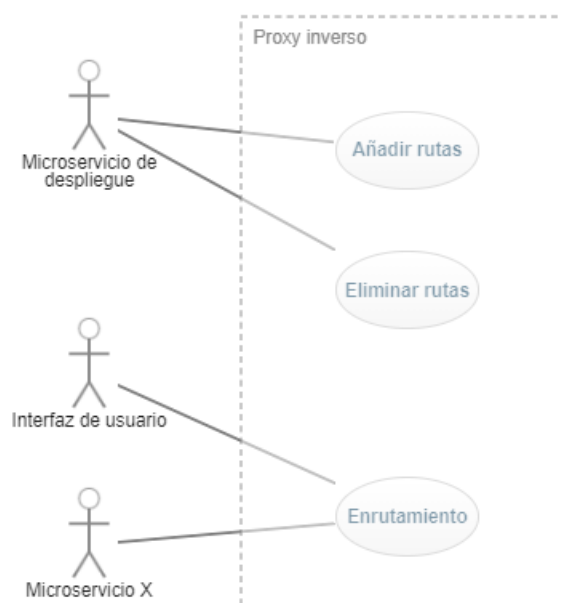 Proxy inverso
Añadir rutas
Microservicio de
despliegue
Eliminar rutas
Interfaz de usuario
Enrutamiento
Microservicio X